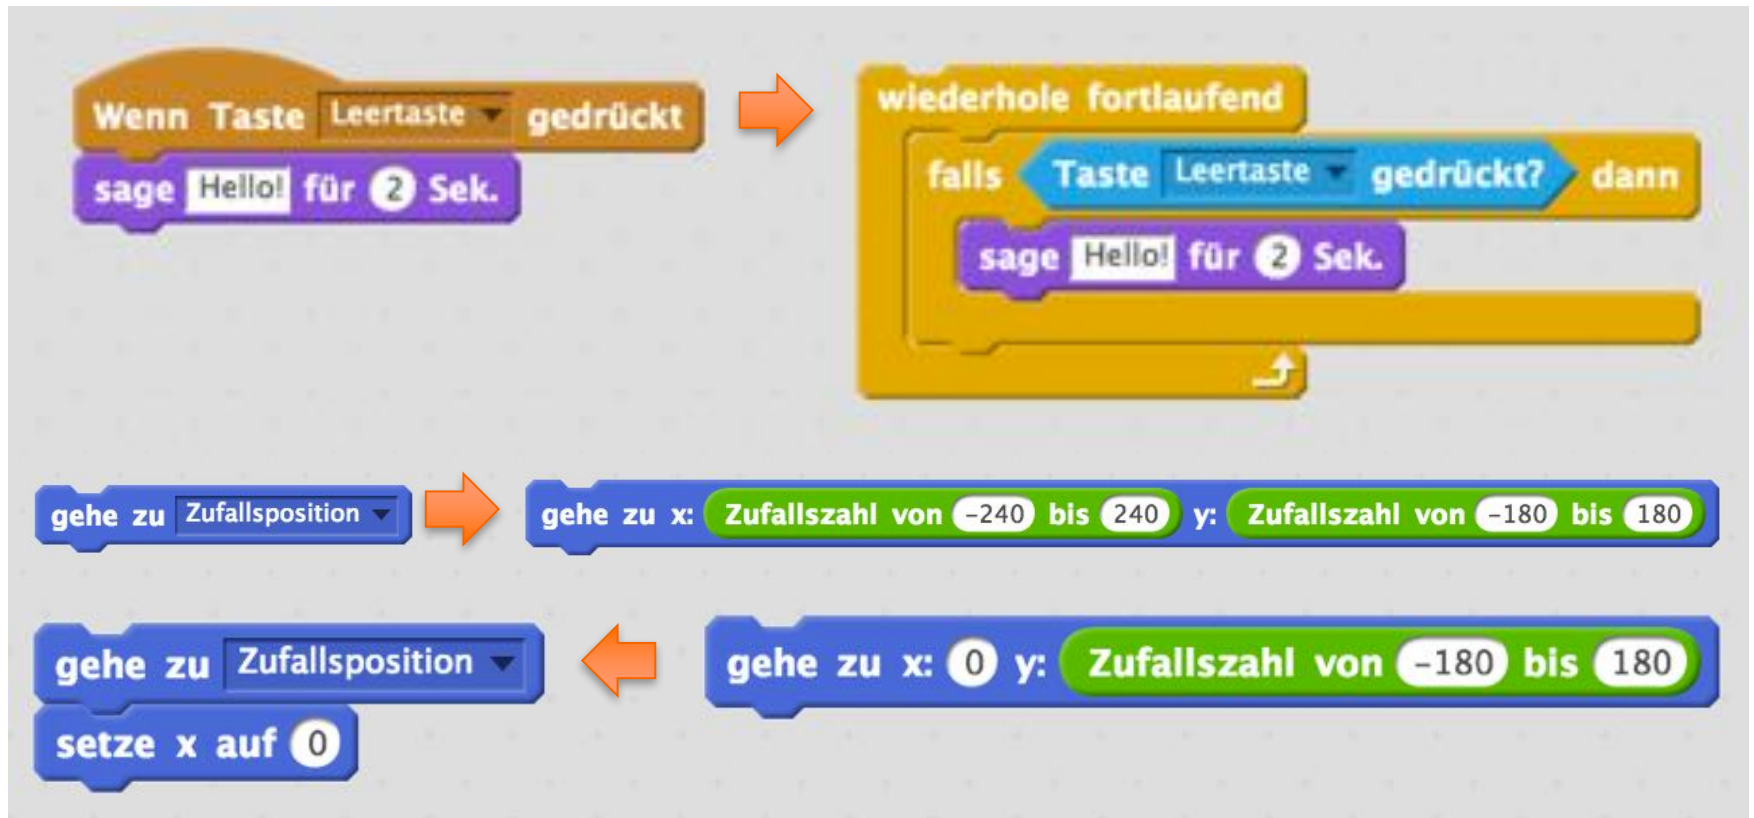 Wenn Taste Leertaste gedrückt
sage Hello! für 2 Sek.
wiederhole fortlaufend
falls Taste Leertaste gedrückt? dann
sage Hello! für 2 Sek.
gehe zu Zufallsposition
gehe zu x: Zufallszahl von -240 bis 240 y: Zufallszahl von -180 bis 180
gehe zu Zufallsposition
setze x auf 0
gehe zu x: 0 y: Zufallszahl von -180 bis 180